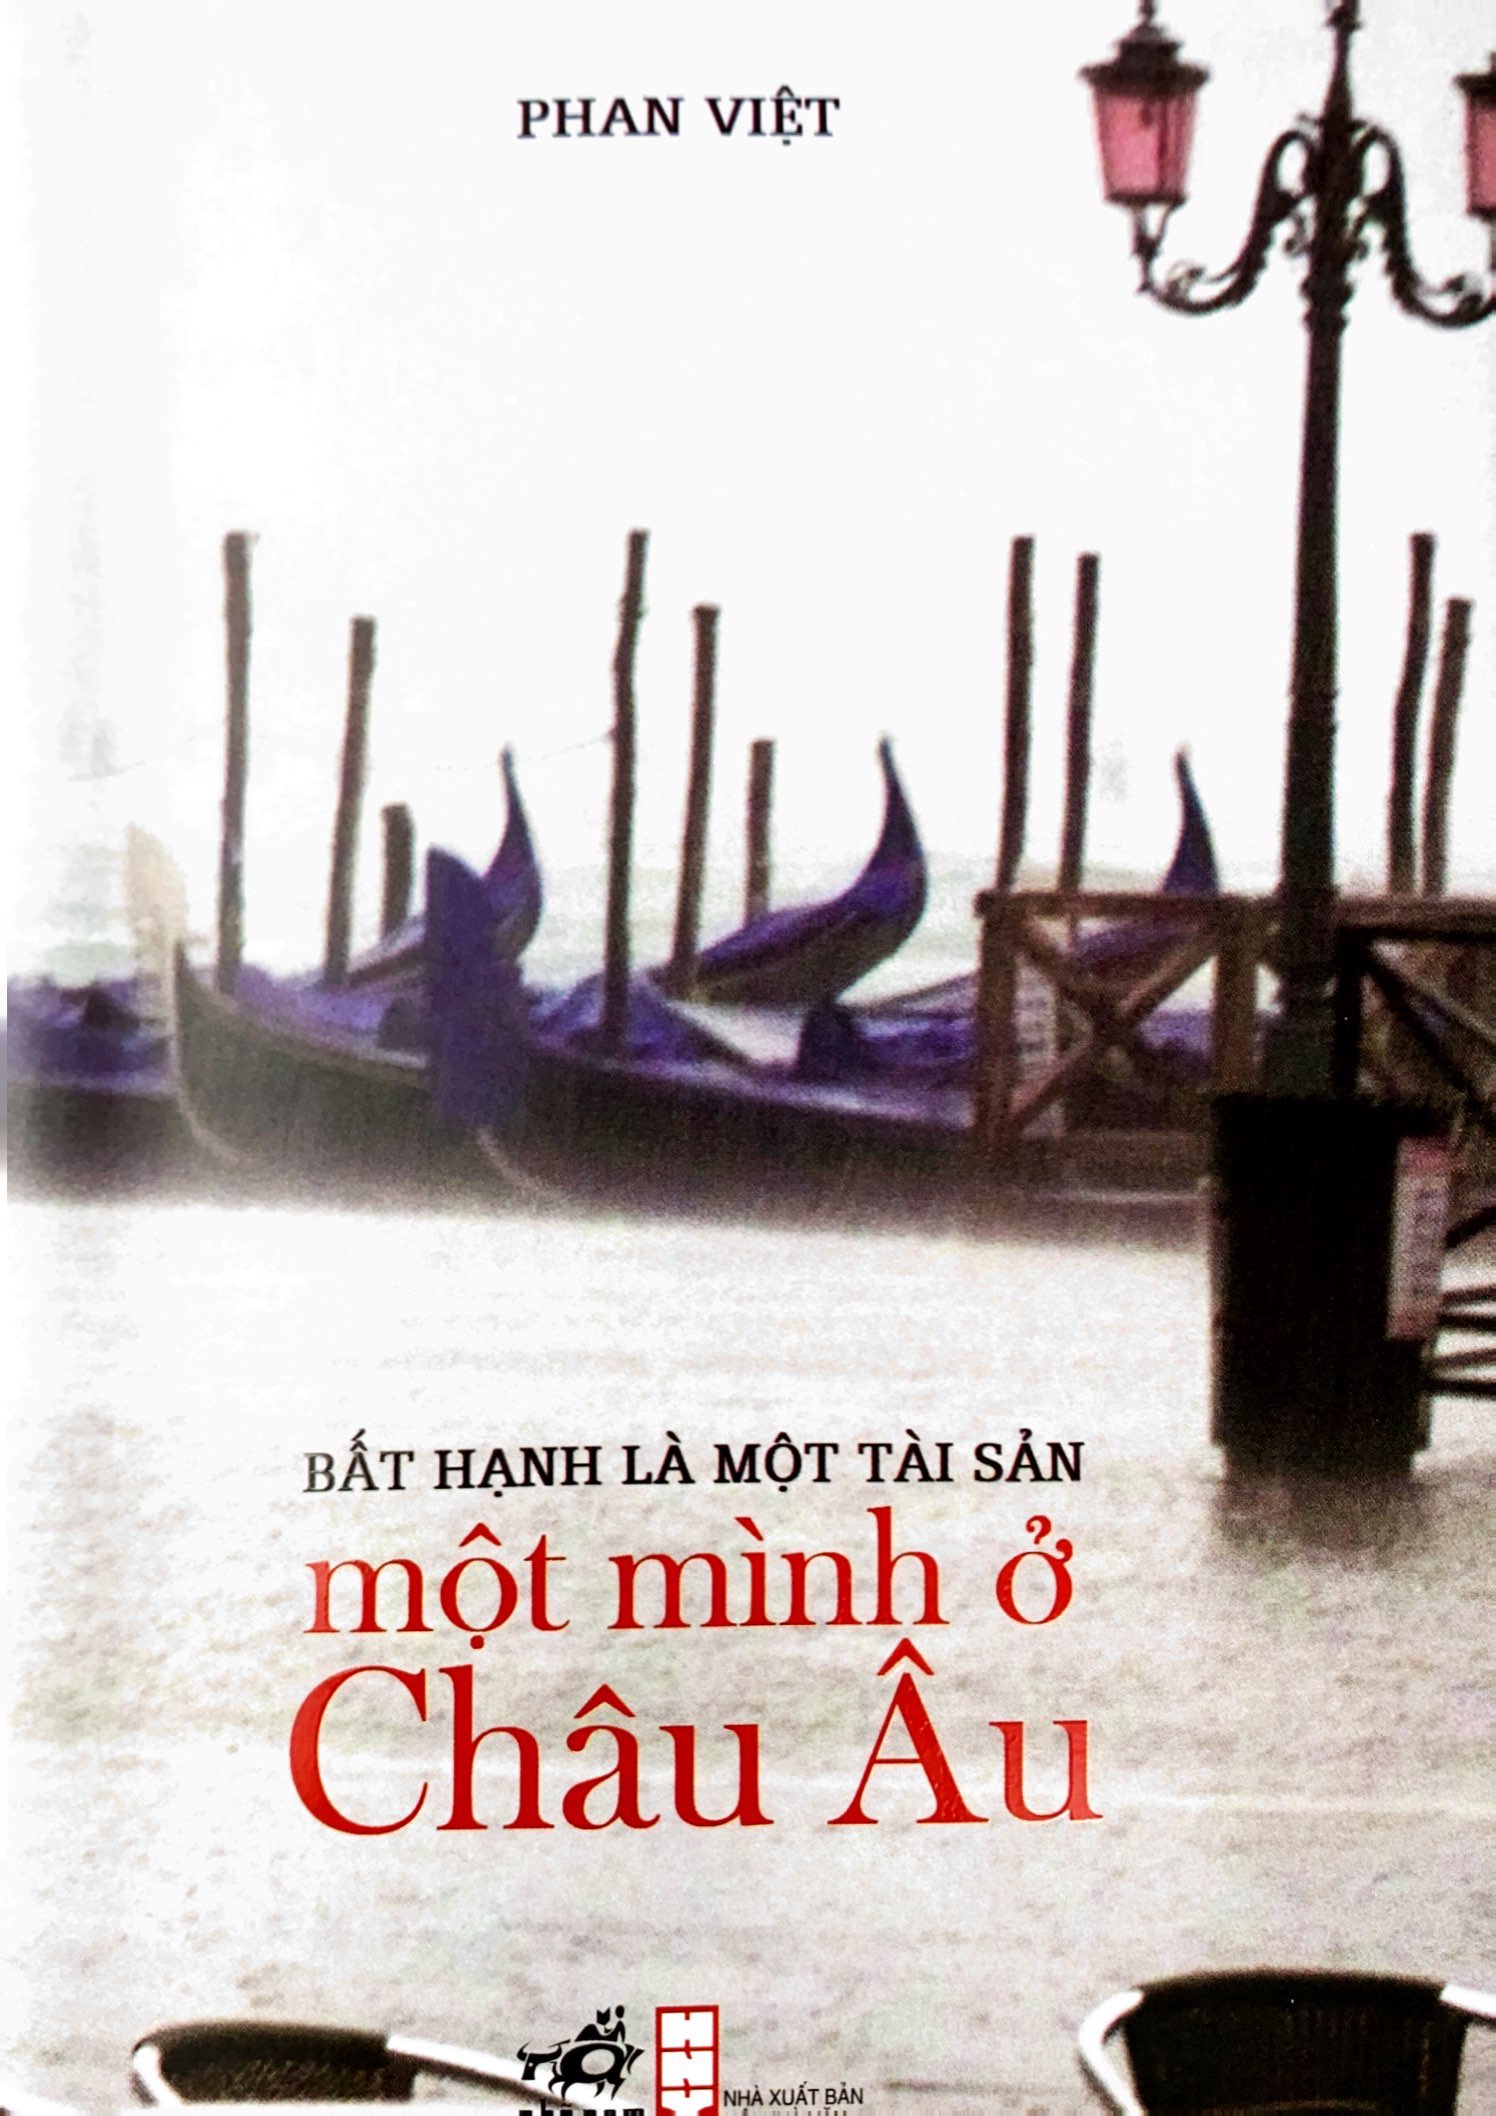 PHAN VIỆT
BẤT HẠNH LÀ MỘT TÀI SẢN
một mình ở
Châu Âu
NHÀ XUẤT BẢN